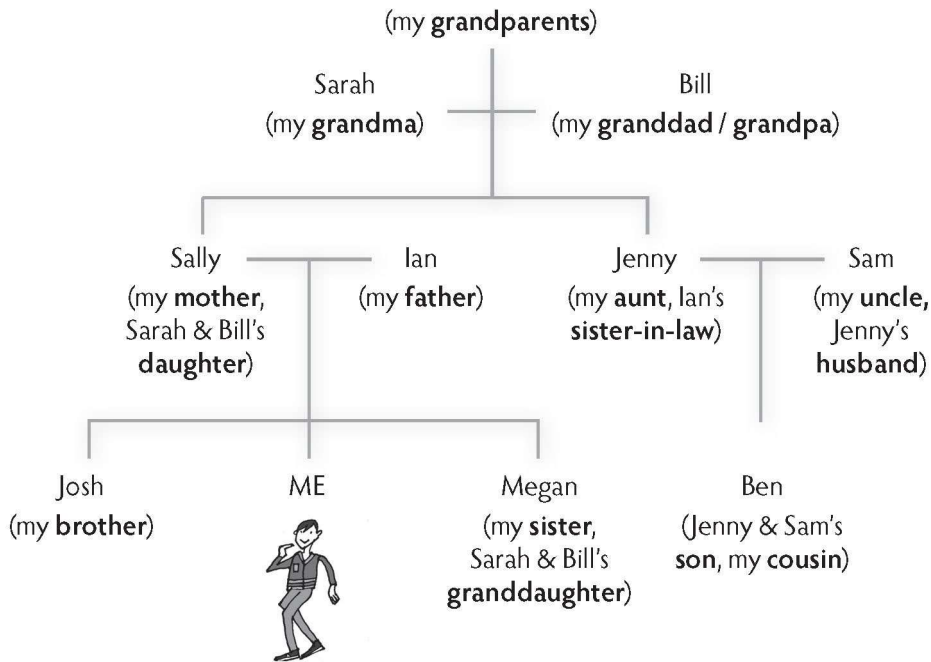 (my grandparents)
Sarah
(my grandma)
Bill
(my granddad / grandpa)
Sally
(my mother,
Sarah & Bill's
daughter)
Ian
(my father)
Jenny
(my aunt, Ian's
sister-in-law)
Sam
(my uncle,
Jenny's
husband)
Josh
(my brother)
ME
Megan
(my sister,
Sarah & Bill's
granddaughter)
Ben
(Jenny & Sam's
son, my cousin)